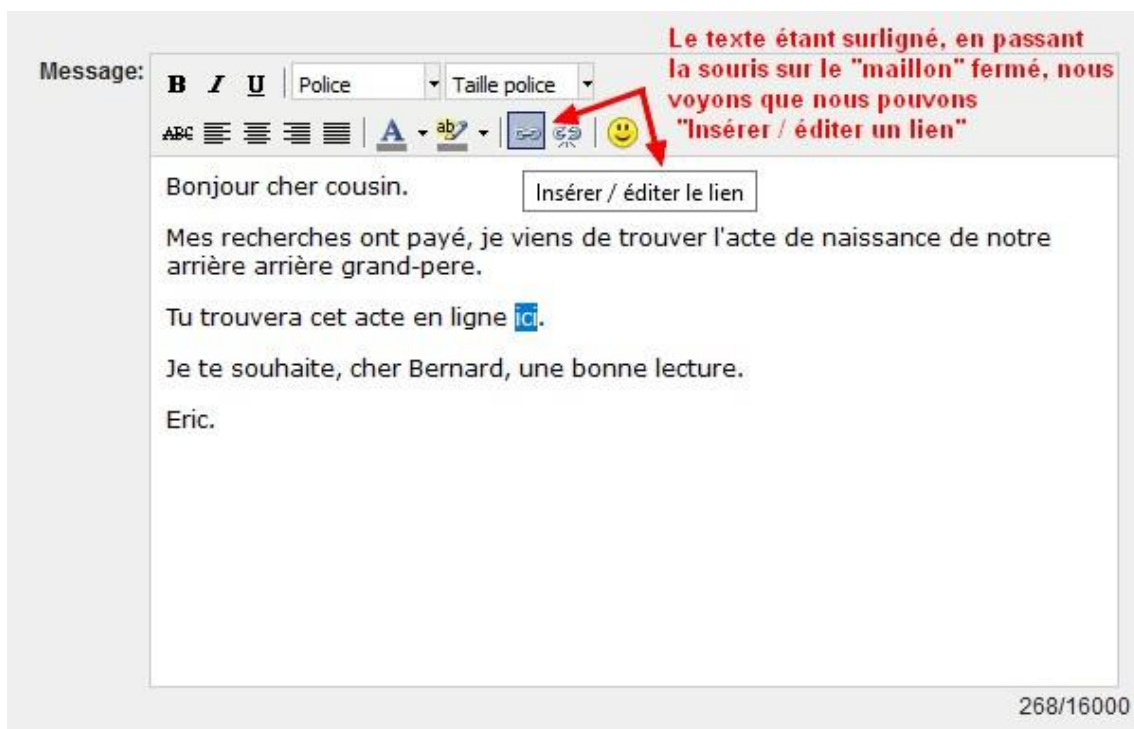 Le texte étant surligné, en passant
la souris sur le "maillon" fermé, nous
voyons que nous pouvons
"Insérer / éditer un lien"
Message:
B I U Police Taille police
ABC A ab
Insérer / éditer le lien
Bonjour cher cousin.
Mes recherches ont payé, je viens de trouver l'acte de naissance de notre
arrière arrière grand-pere.
Tu trouvera cet acte en ligne ici.
Je te souhaite, cher Bernard, une bonne lecture.
Eric.
268/16000